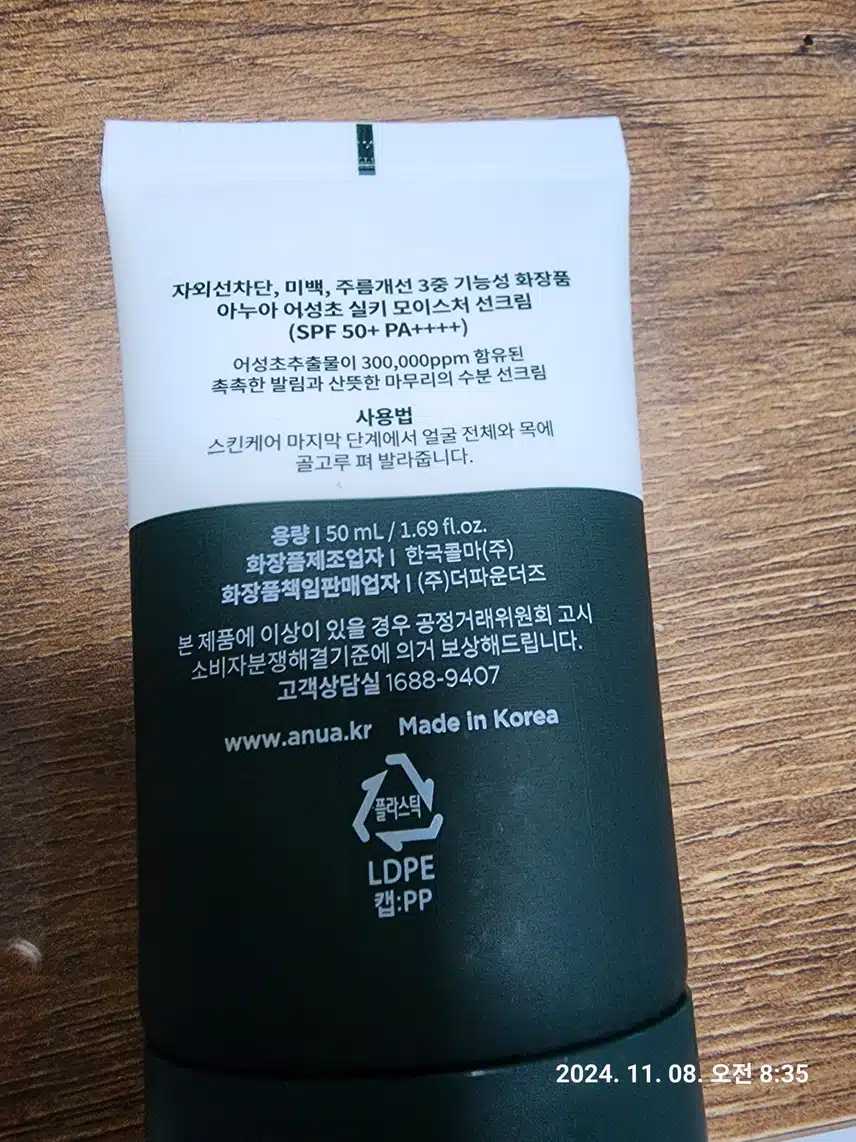 자외선차단, 미백, 주름개선 3중 기능성 화장품
아누아 어성초 실키 모이스처 선크림
(SPF 50+ PA++++)
어성초추출물이 300,000ppm 함유된
촉촉한 발림과 산뜻한 마무리의 수분 선크림
사용법
스킨케어 마지막 단계에서 얼굴 전체와 목에
골고루 펴 발라줍니다.
용량 | 50 mL / 1.69 fl.oz.
화장품제조업자 | 한국콜마(주)
화장품책임판매업자 | (주)더파운더즈
본 제품에 이상이 있을 경우 공정거래위원회 고시
소비자분쟁해결기준에 의거 보상해드립니다.
고객상담실 1688-9407
www.anua.kr Made in Korea
플라스틱
LDPE
캡:PP
2024. 11. 08. 오전 8:35